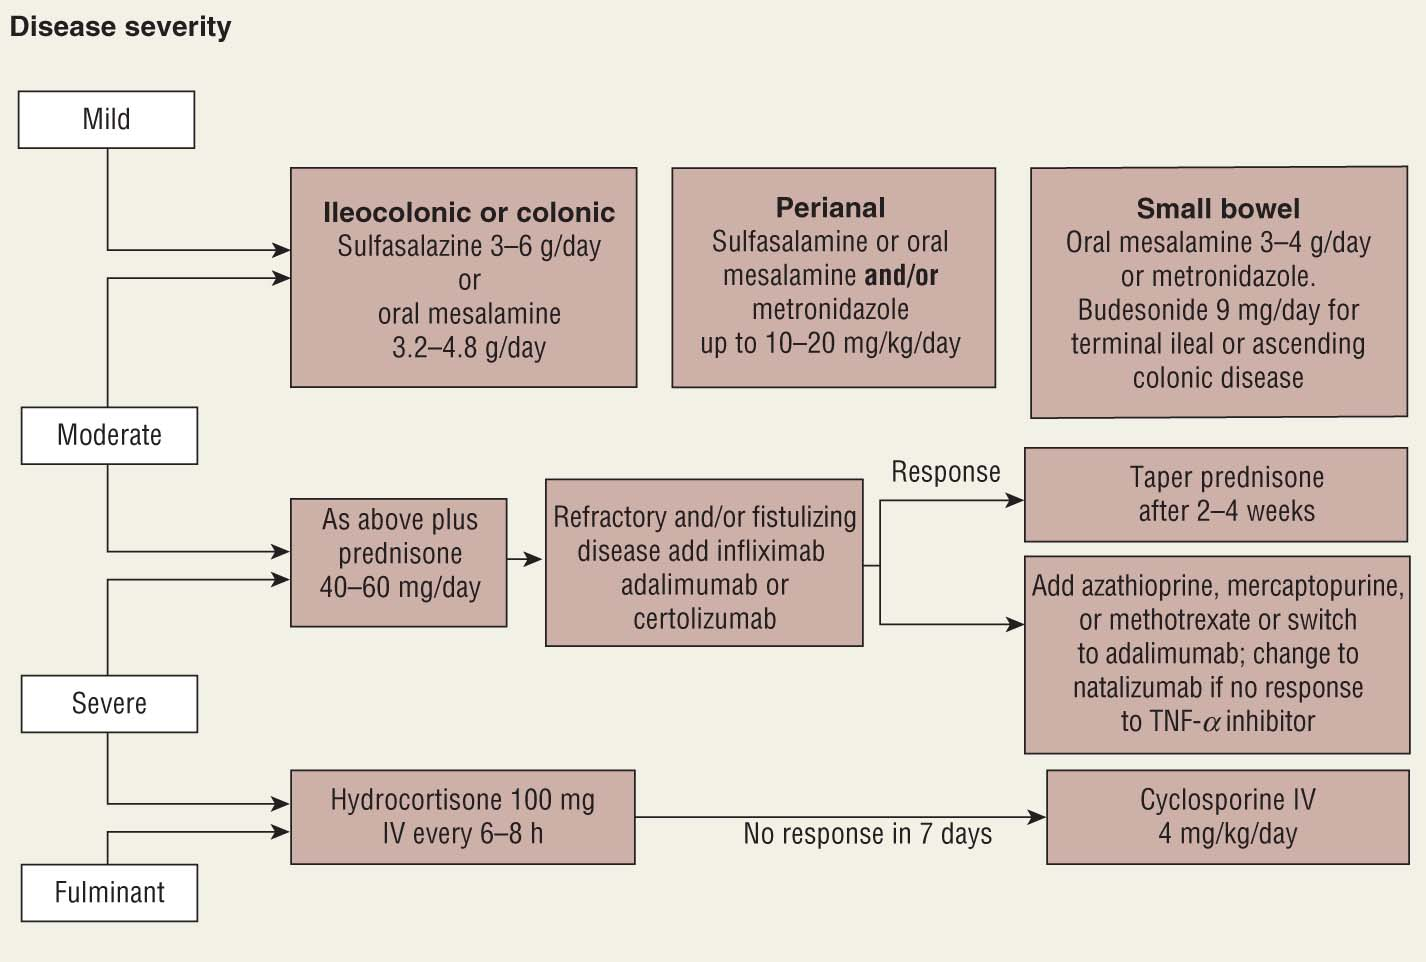 Disease severity
Mild
Ileocolonic or colonic
Sulfasalazine 3–6 g/day
or
oral mesalamine
3.2–4.8 g/day
Perianal
Sulfasalamine or oral
mesalamine and/or
metronidazole
up to 10–20 mg/kg/day
Small bowel
Oral mesalamine 3–4 g/day
or metronidazole.
Budesonide 9 mg/day for
terminal ileal or ascending
colonic disease
Moderate
As above plus
prednisone
40–60 mg/day
Refractory and/or fistulizing
disease add infliximab
adalimumab or
certolizumab
Response
Taper prednisone
after 2–4 weeks
Add azathioprine, mercaptopurine,
or methotrexate or switch
to adalimumab; change to
natalizumab if no response
to TNF-α inhibitor
Severe
Hydrocortisone 100 mg
IV every 6–8 h
No response in 7 days
Cyclosporine IV
4 mg/kg/day
Fulminant